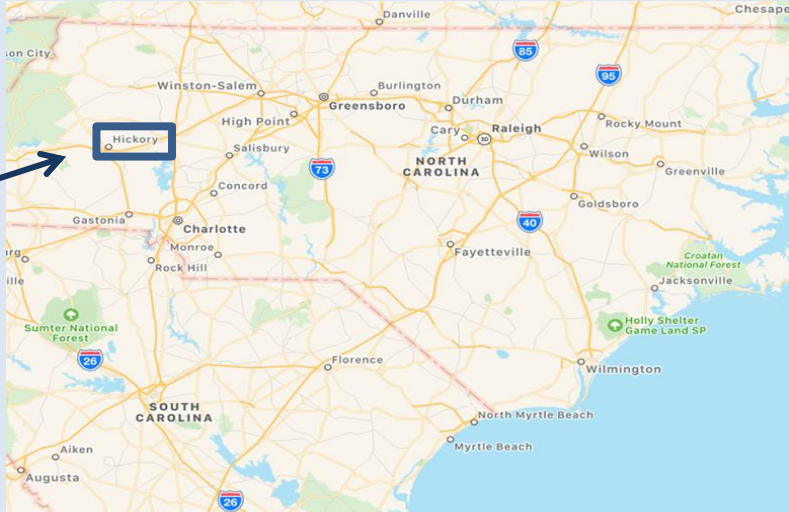 Danville
Chesape
son City
85
95
Winston-Salem
Burlington
Greensboro
Durham
High Point
Rocky Mount
Cary
Raleigh
Hickory
Salisbury
Wilson
NORTH
CAROLINA
73
Greenville
Concord
Goldsboro
Gastonia
40
Charlotte
Monroe
Fayetteville
rg
Rock Hill
Croatan
National Forest
ille
Jacksonville
Sumter National
Forest
Holly Shelter
Game Land SP
26
Florence
Wilmington
SOUTH
CAROLINA
North Myrtle Beach
Myrtle Beach
Aiken
Augusta
26